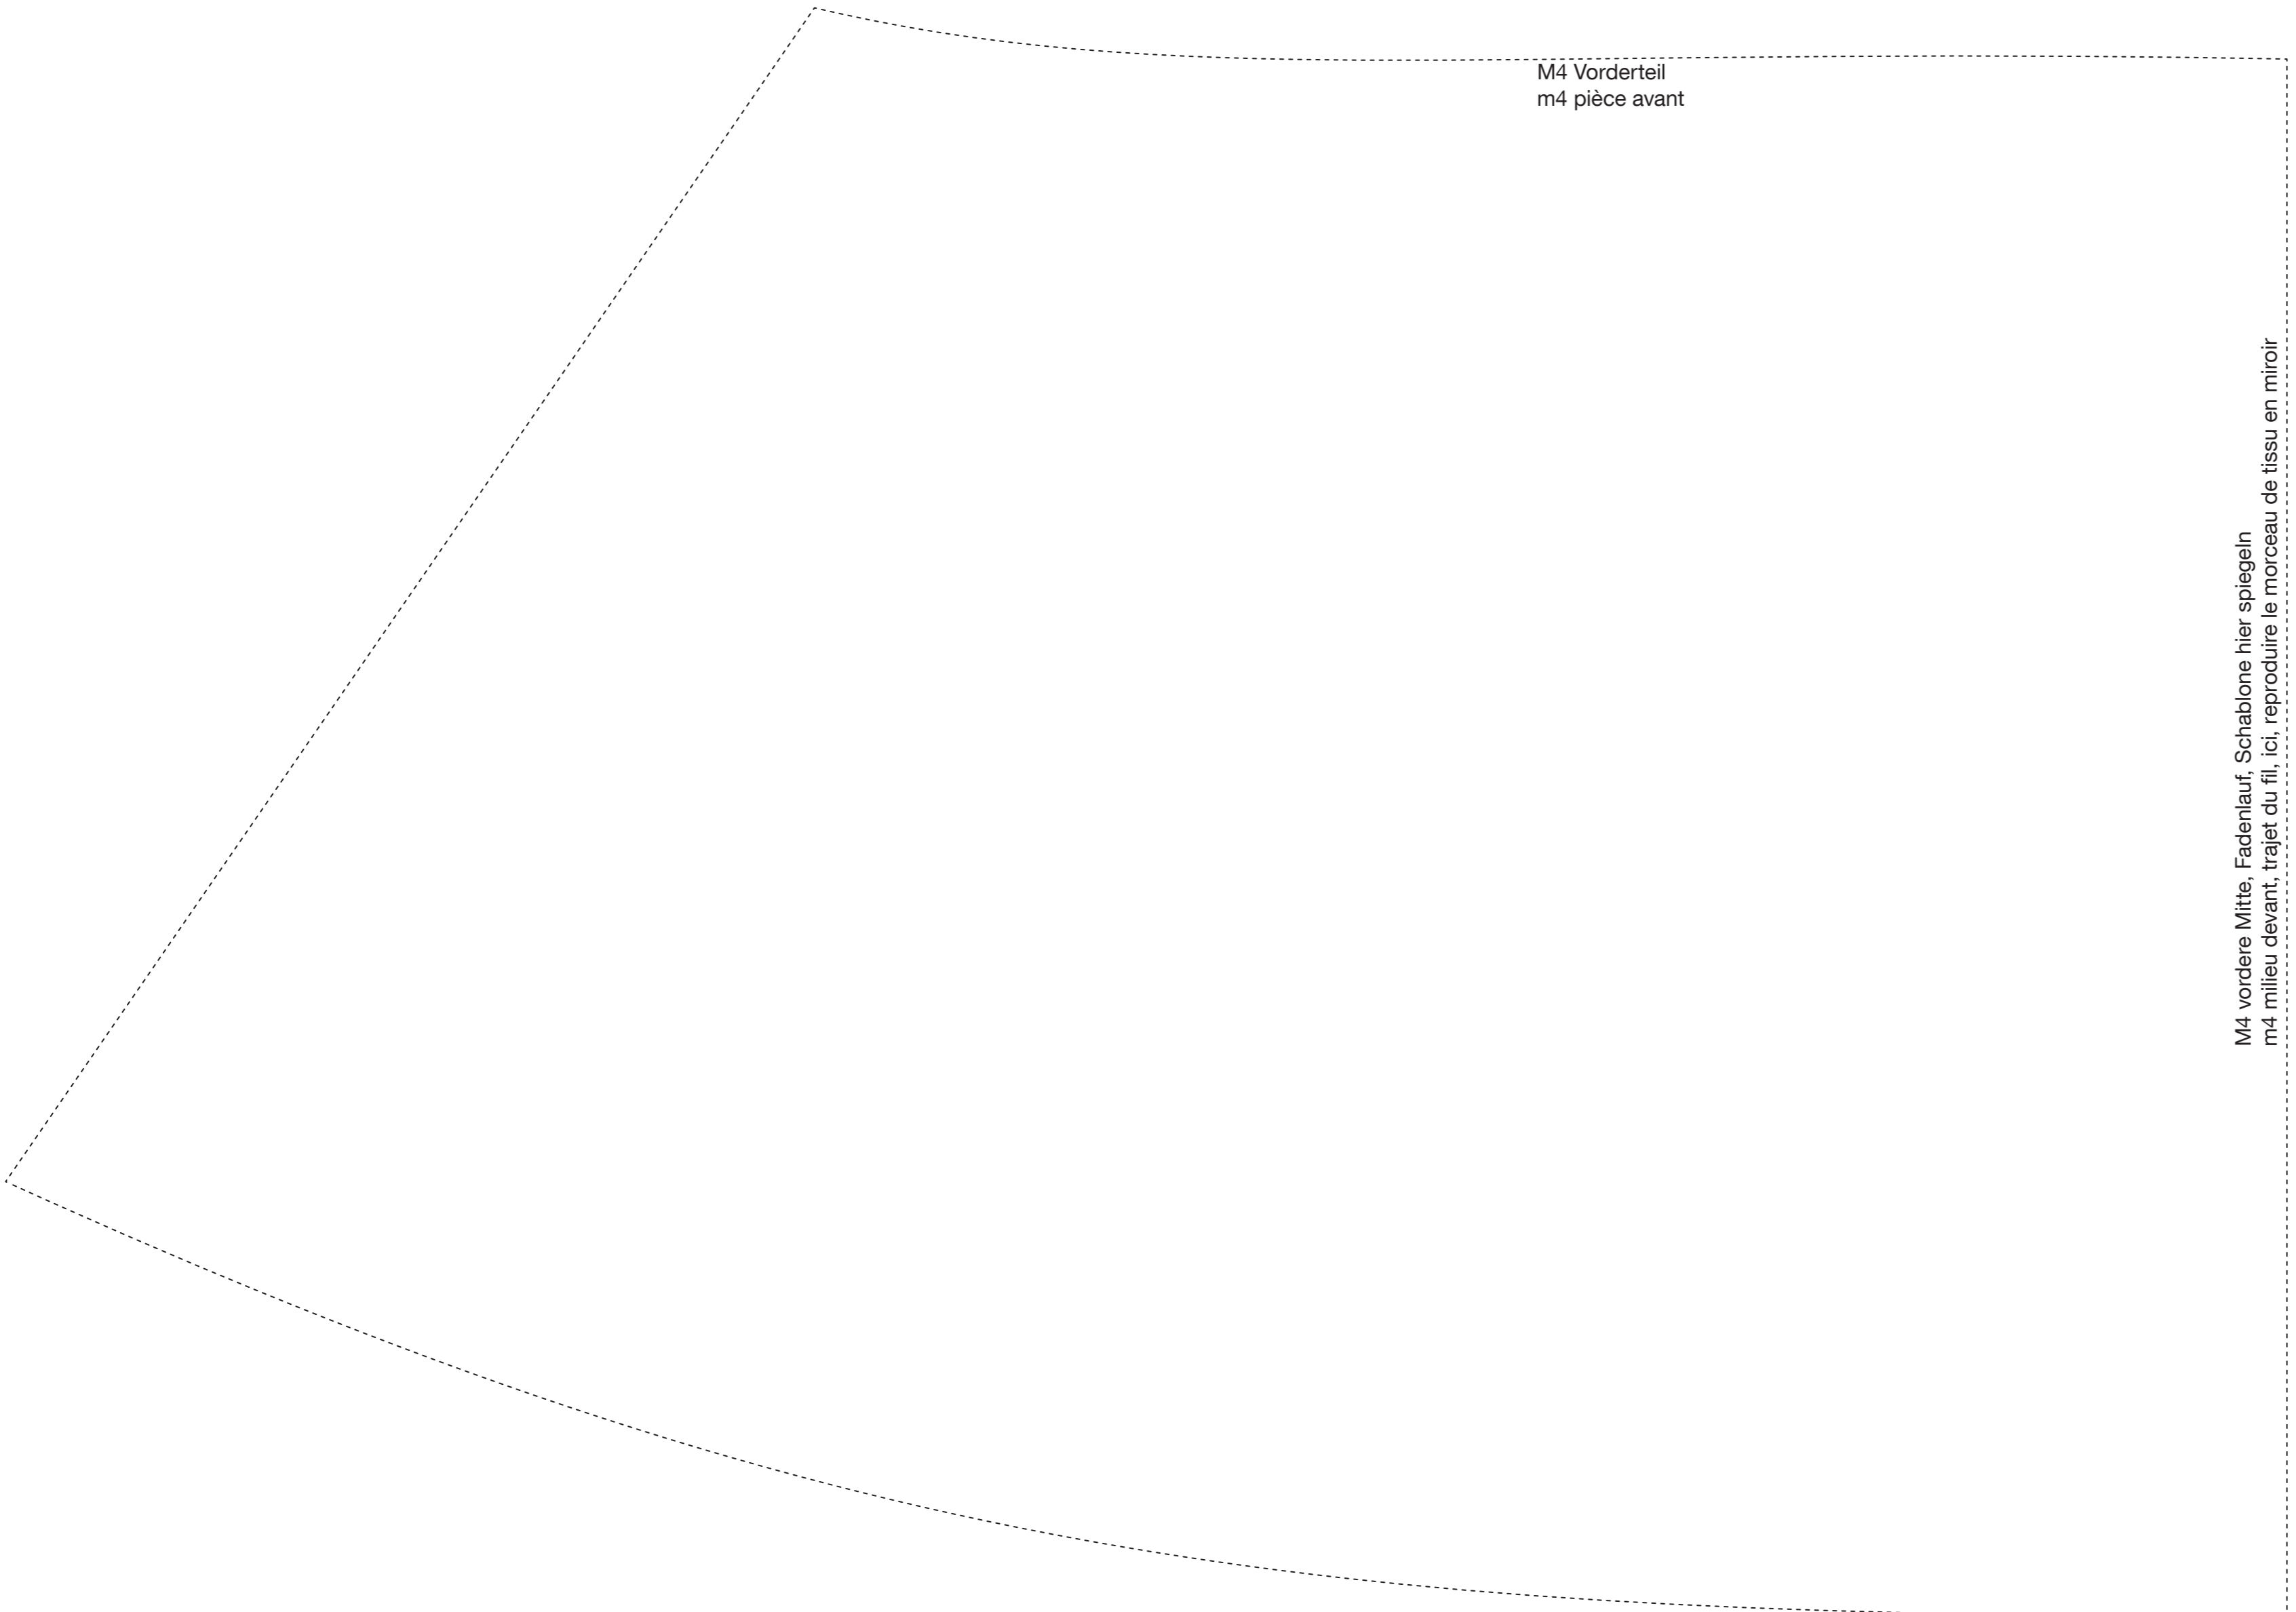 M4 Vorderteil
m4 pièce avant
M4 vordere Mitte, Fadenlauf, Schablone hier spiegeln
m4 milieu devant, trajet du fil, ici, reproduire le morceau de tissu en miroir